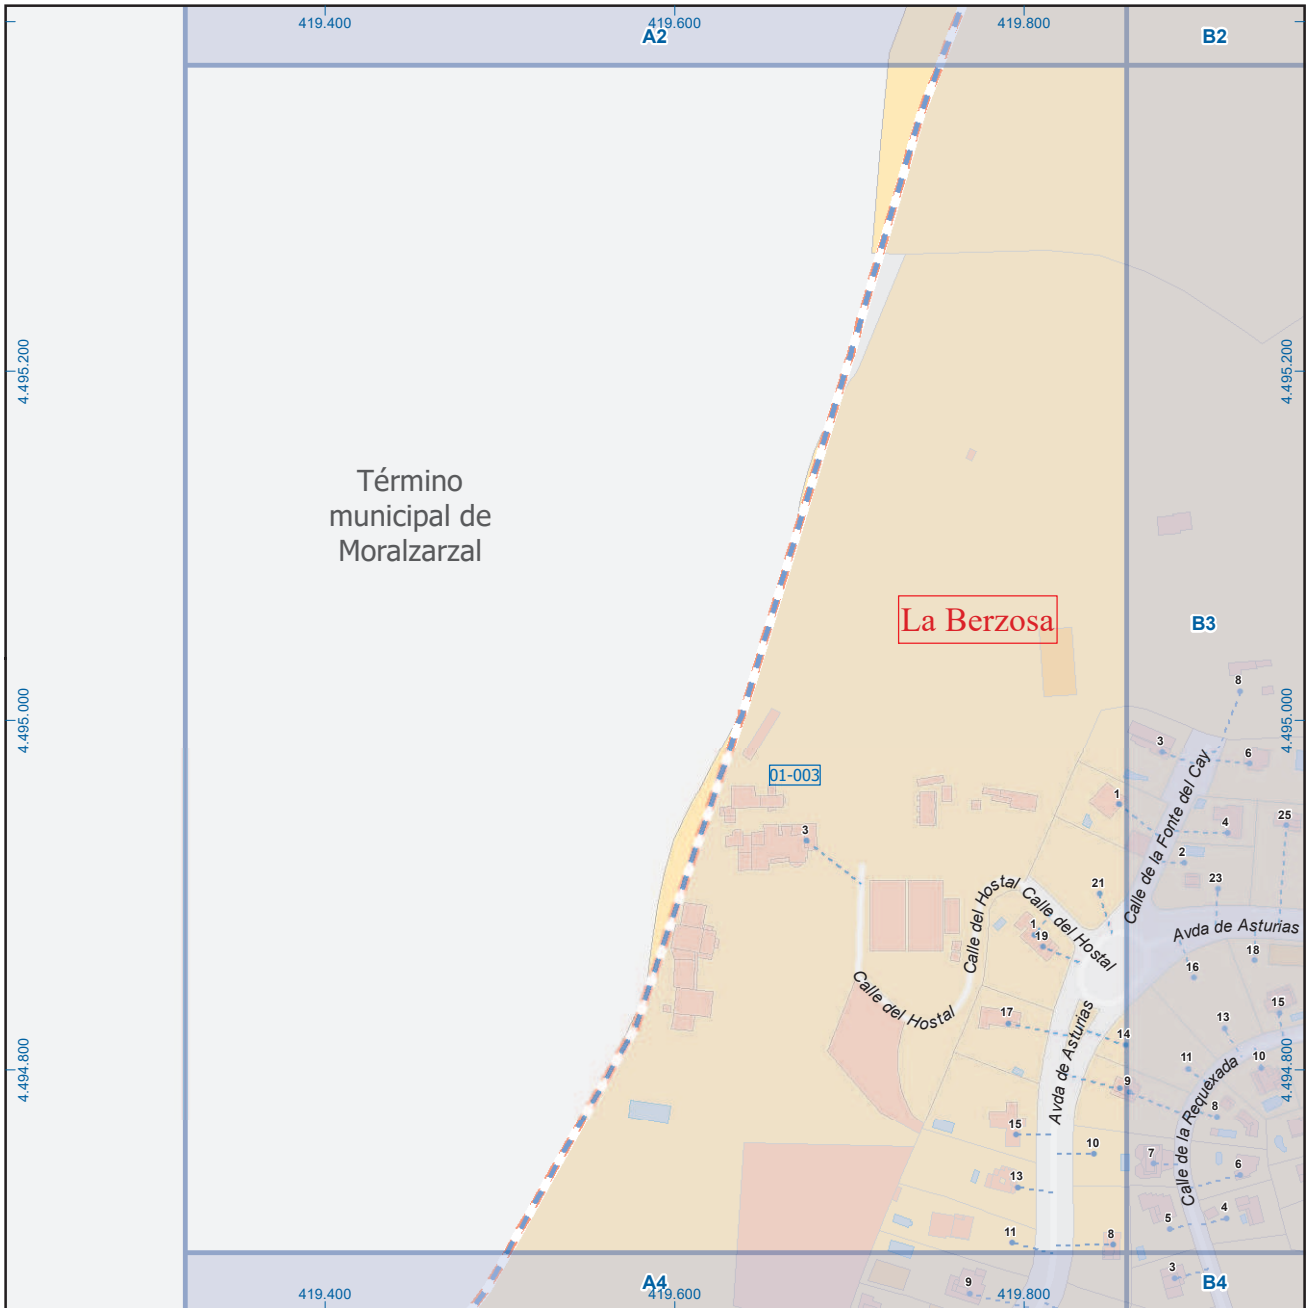 419.400
419.600
419.800
A2
B2
4.495.200
4.495.200
Término
municipal de
Moralzarzal
La Berzosa
B3
8
4.495.000
4.495.000
3
6
01-003
1
Calle de la Fonte del Cay
4
25
3
2
21
23
Calle del Hostal
Calle del Hostal
1
19
Avda de Asturias
18
16
Calle del Hostal
17
15
13
14
Avda de Asturias
11
10
4.494.800
4.494.800
9
8
Calle de la Requexada
15
10
7
6
13
5
4
11
8
3
9
A4
B4
419.400
419.600
419.800